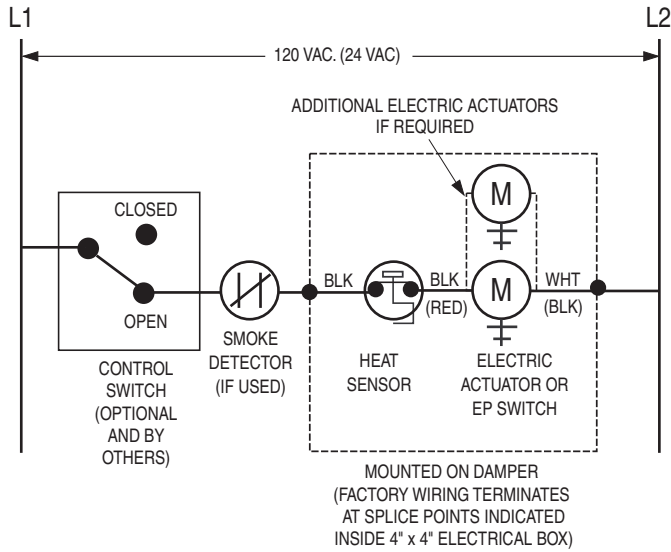 L1
L2
120 VAC. (24 VAC)
ADDITIONAL ELECTRIC ACTUATORS
IF REQUIRED
M
CLOSED
OPEN
BLK
BLK
(RED)
M
WHT
(BLK)
SMOKE
DETECTOR
(IF USED)
HEAT
SENSOR
ELECTRIC
ACTUATOR OR
EP SWITCH
CONTROL
SWITCH
(OPTIONAL
AND BY
OTHERS)
MOUNTED ON DAMPER
(FACTORY WIRING TERMINATES
AT SPLICE POINTS INDICATED
INSIDE 4" x 4" ELECTRICAL BOX)